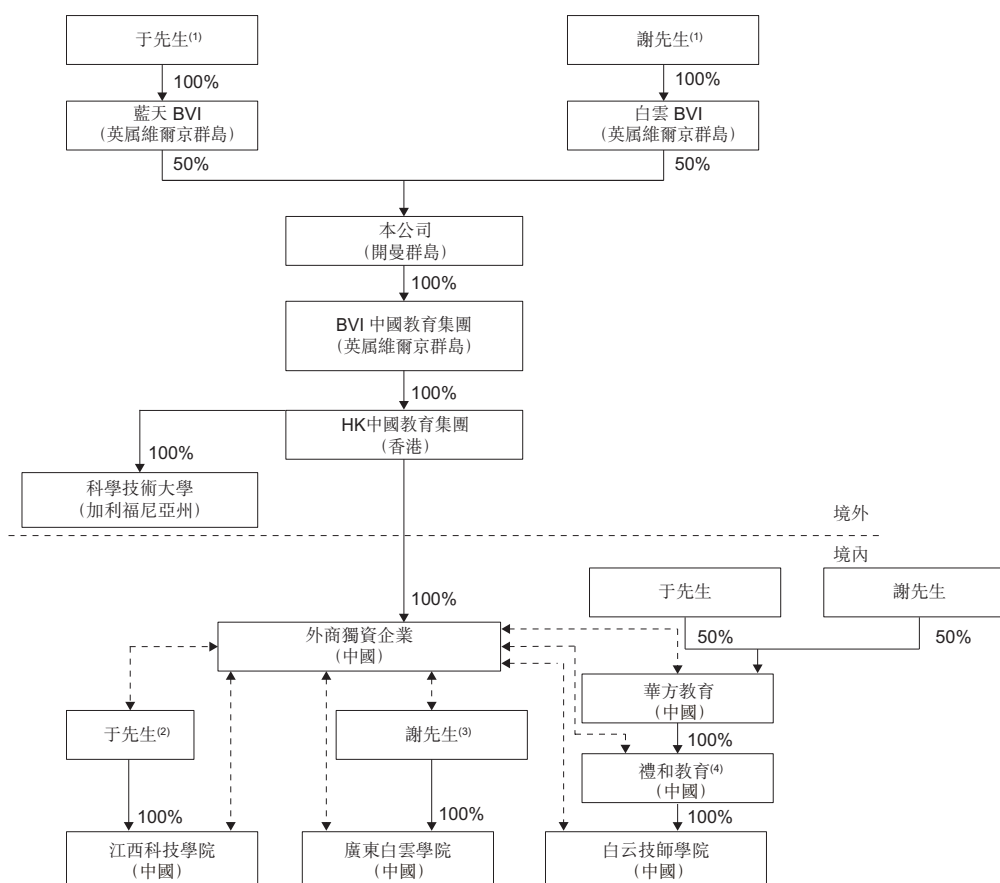 于先生(1)
謝先生(1)
100%
100%
藍天 BVI
(英属維爾京群島)
白雲 BVI
(英属維爾京群島)
50%
50%
本公司
(開曼群島)
100%
BVI 中國教育集團
(英属維爾京群島)
100%
HK中國教育集團
(香港)
100%
科學技術大學
(加利福尼亞州)
境外
境內
于先生
謝先生
100%
外商獨資企業
(中國)
50%
50%
華方教育
(中國)
于先生(2)
謝先生(3)
100%
禮和教育(4)
(中國)
100%
100%
100%
江西科技學院
(中國)
廣東白雲學院
(中國)
白云技師學院
(中國)